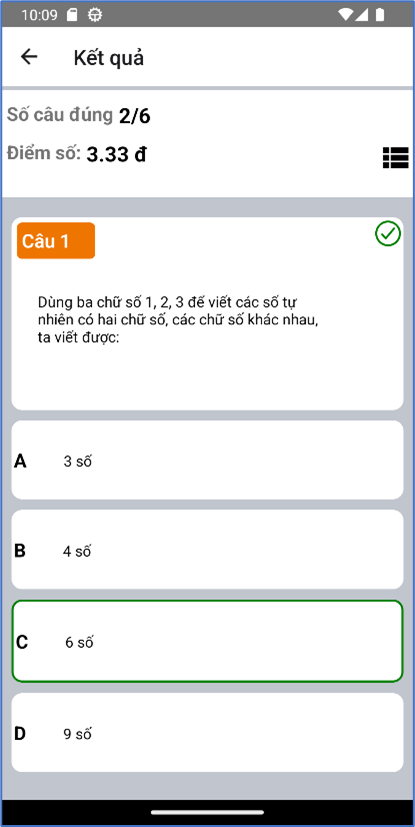 10:09
Kết quả
Số câu đúng 2/6
Điểm số: 3.33 đ
Câu 1
Dùng ba chữ số 1, 2, 3 để viết các số tự
nhiên có hai chữ số, các chữ số khác nhau,
ta viết được:
A 3 số
B 4 số
C 6 số
D 9 số